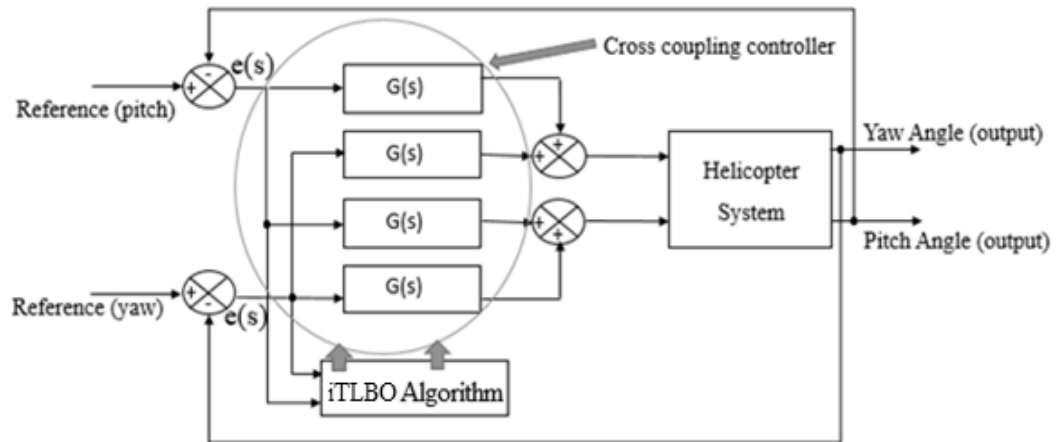 Cross coupling controller
-
e(s)
+
Reference (pitch)
G(s)
+
G(s)
+
Yaw Angle (output)
Helicopter
System
G(s)
+
+
Pitch Angle (output)
G(s)
Reference (yaw)
+
-
e(s)
iTLBO Algorithm